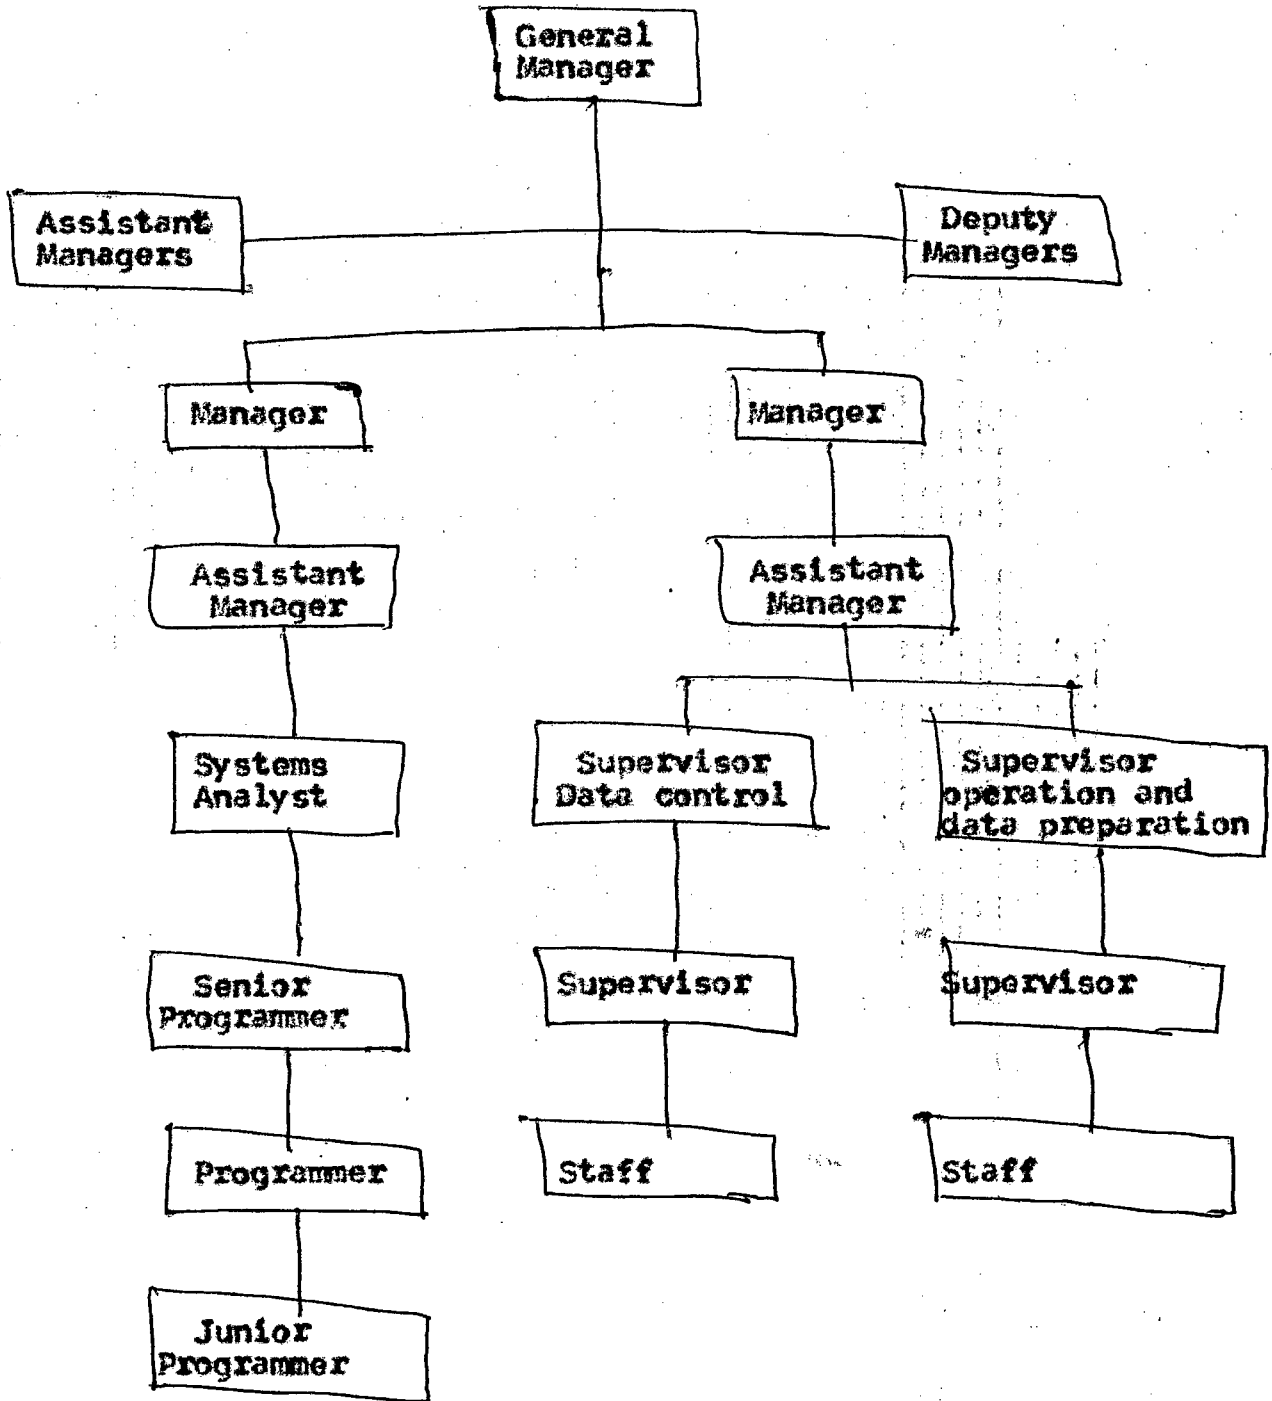 General
Manager
Assistant
Managers
Deputy
Managers
Manager
Manager
Assistant
Manager
Assistant
Manager
Systems
Analyst
Supervisor
Data control
Supervisor
operation and
data preparation
Senior
Programmer
Supervisor
Supervisor
Programmer
Staff
Staff
Junior
Programmer